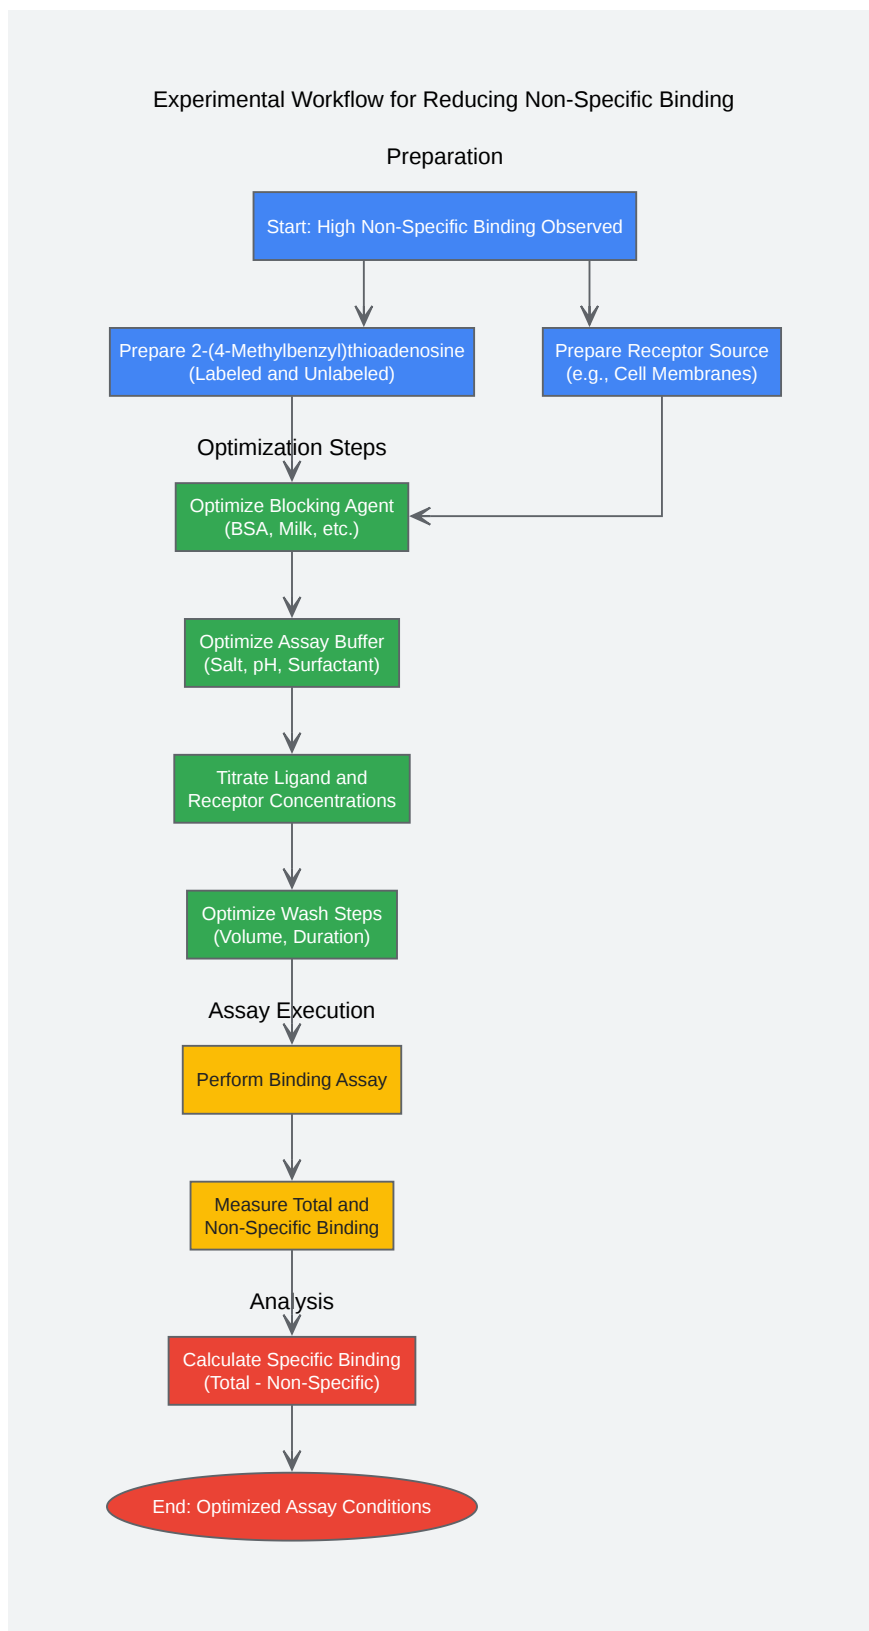 Experimental Workflow for Reducing Non-Specific Binding
Preparation
Start: High Non-Specific Binding Observed
Prepare 2-(4-Methylbenzyl)thioadenosine
(Labeled and Unlabeled)
Prepare Receptor Source
(e.g., Cell Membranes)
Optimization Steps
Optimize Blocking Agent
(BSA, Milk, etc.)
Optimize Assay Buffer
(Salt, pH, Surfactant)
Titrate Ligand and
Receptor Concentrations
Optimize Wash Steps
(Volume, Duration)
Assay Execution
Perform Binding Assay
Measure Total and
Non-Specific Binding
Analysis
Calculate Specific Binding
(Total - Non-Specific)
End: Optimized Assay Conditions